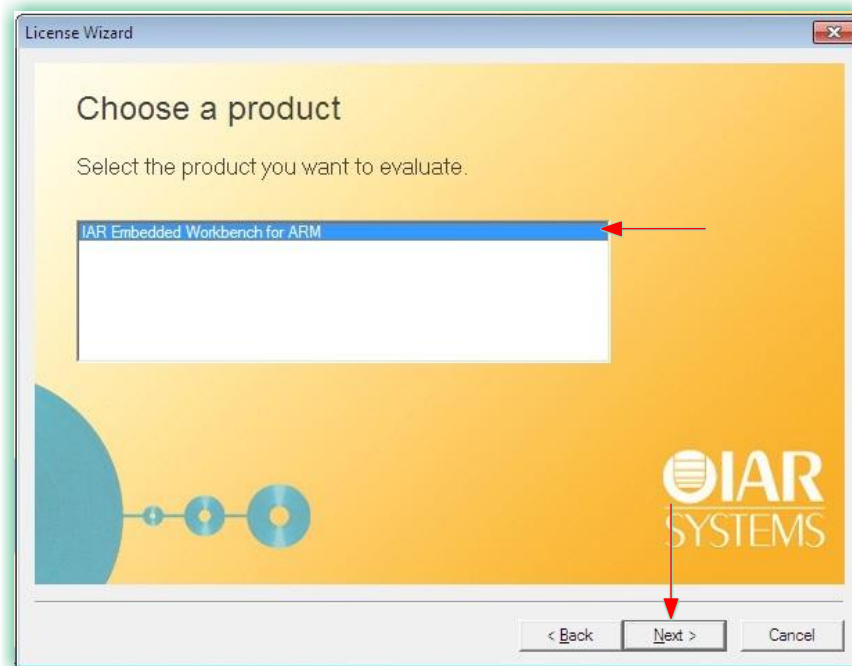 License Wizard
Choose a product
Select the product you want to evaluate.
IAR Embedded Workbench for ARM
IAR
SYSTEMS
< Back
Next >
Cancel